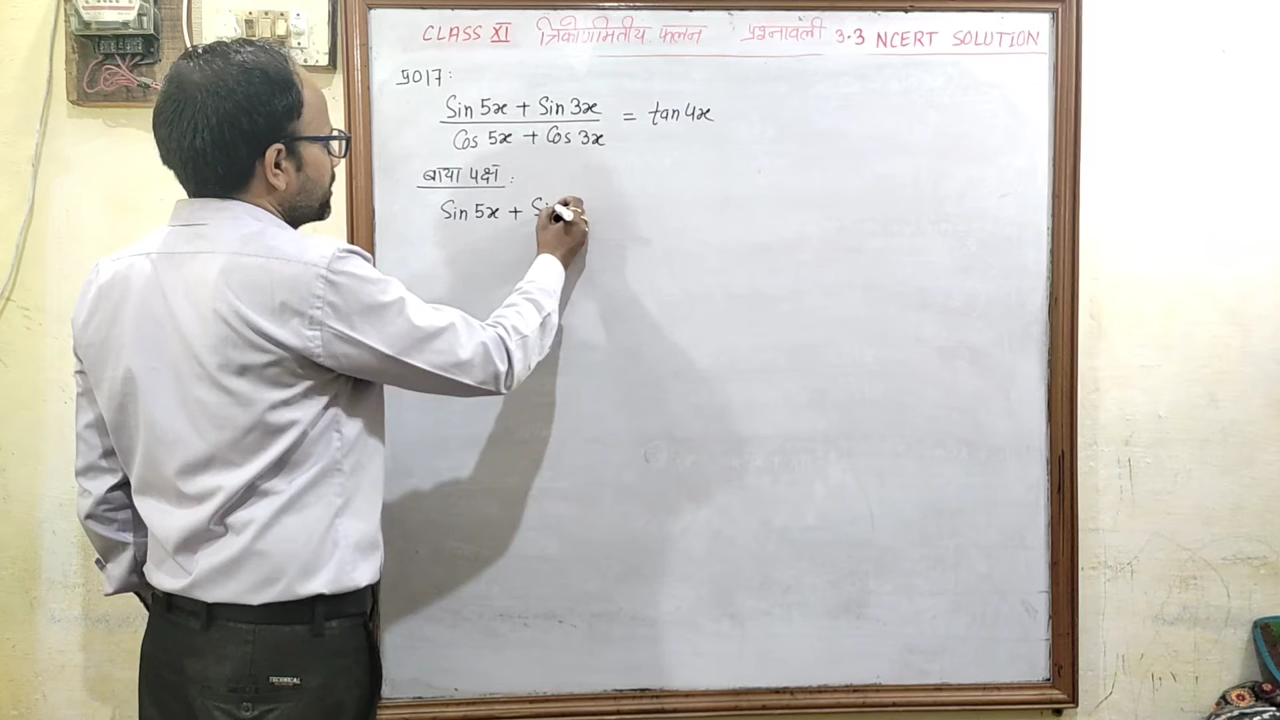 CLASS XI त्रिकोणमितीय फलन प्रश्नावली 3.3 NCERT SOLUTION
प्र017:
Sin 5x + Sin 3x
Cos 5x + Cos 3x
= tan 4x
बाया पक्ष:
Sin 5x + S
TECHNICAL